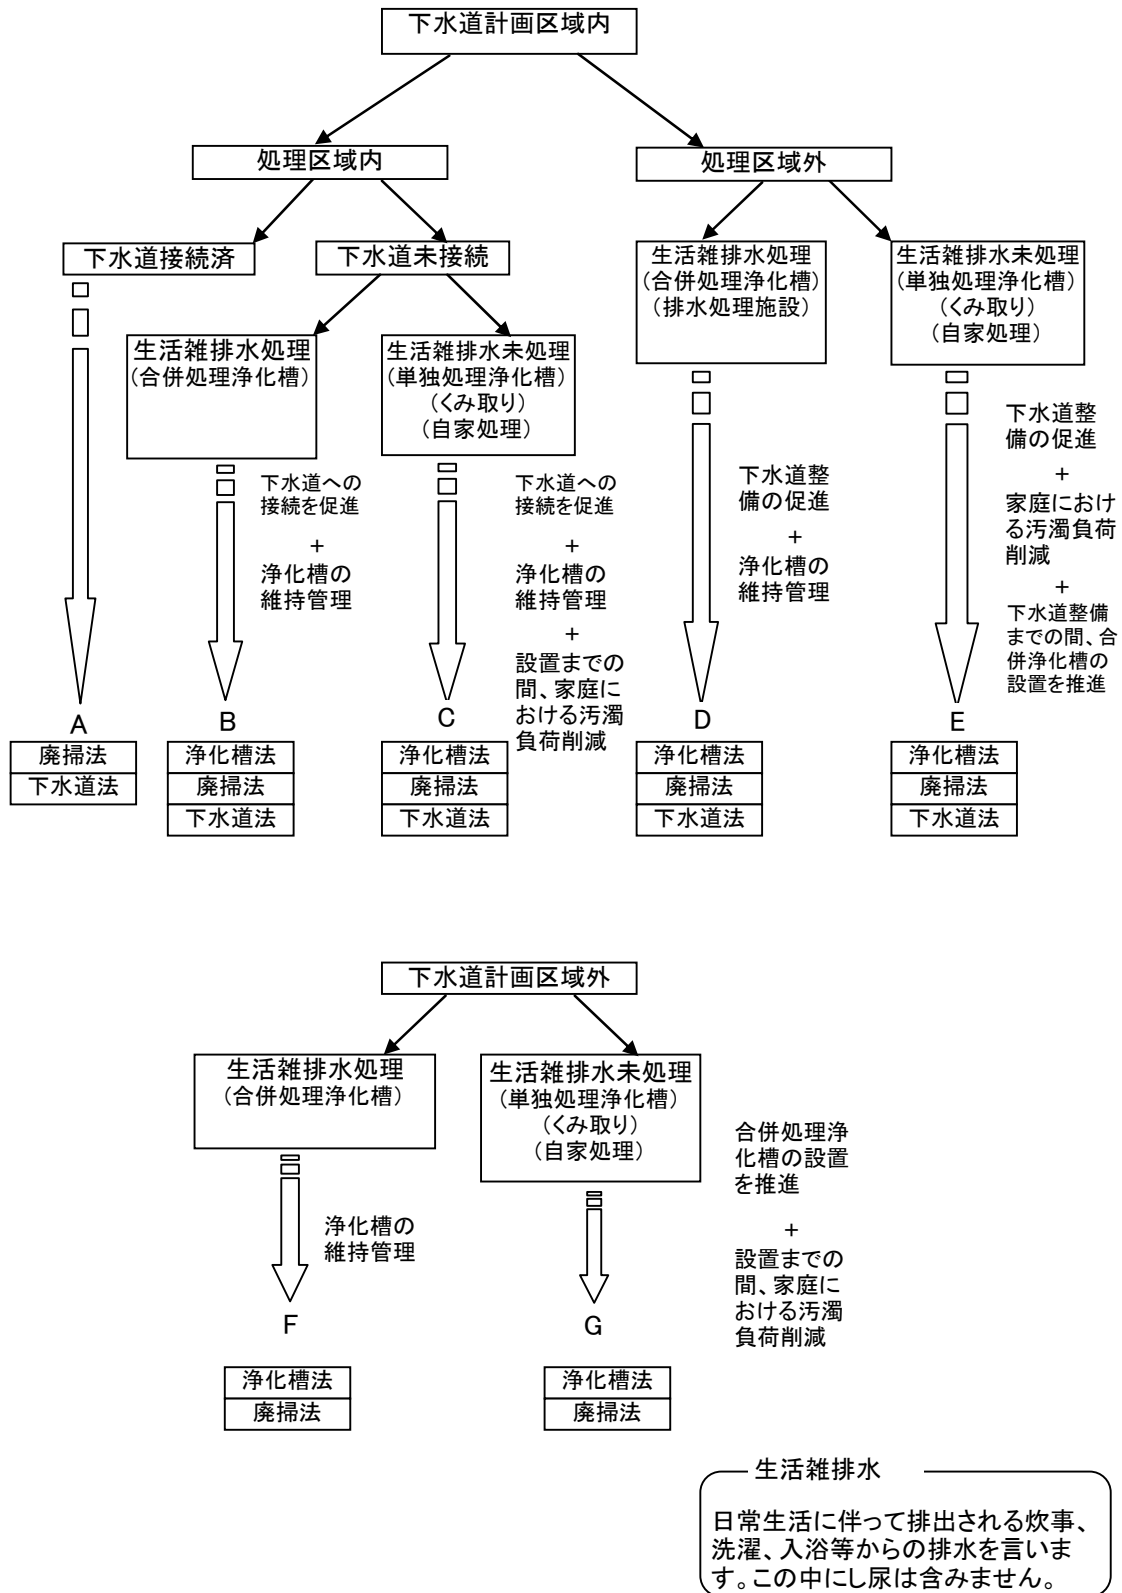 下水道計画区域内
処理区域内
処理区域外
下水道接続済
下水道未接続
生活雑排水処理
(合併処理浄化槽)
(排水処理施設)
生活雑排水未処理
(単独処理浄化槽)
(くみ取り)
(自家処理)
生活雑排水処理
(合併処理浄化槽)
生活雑排水未処理
(単独処理浄化槽)
(くみ取り)
(自家処理)
下水道への
接続を促進
+
浄化槽の
維持管理
下水道への
接続を促進
+
浄化槽の
維持管理
+
設置までの
間、家庭に
おける汚濁
負荷削減
下水道整
備の促進
+
浄化槽の
維持管理
下水道整
備の促進
+
家庭におけ
る汚濁負荷
削減
+
下水道整備
までの間、合
併浄化槽の
設置を推進
A
廃掃法
下水道法
B
浄化槽法
廃掃法
下水道法
C
浄化槽法
廃掃法
下水道法
D
浄化槽法
廃掃法
下水道法
E
浄化槽法
廃掃法
下水道法
下水道計画区域外
生活雑排水処理
(合併処理浄化槽)
生活雑排水未処理
(単独処理浄化槽)
(くみ取り)
(自家処理)
浄化槽の
維持管理
合併処理浄
化槽の設置
を推進
+
設置までの
間、家庭に
おける汚濁
負荷削減
F
浄化槽法
廃掃法
G
浄化槽法
廃掃法
生活雑排水
日常生活に伴って排出される炊事、
洗濯、入浴等からの排水を言いま
す。この中にし尿は含みません。